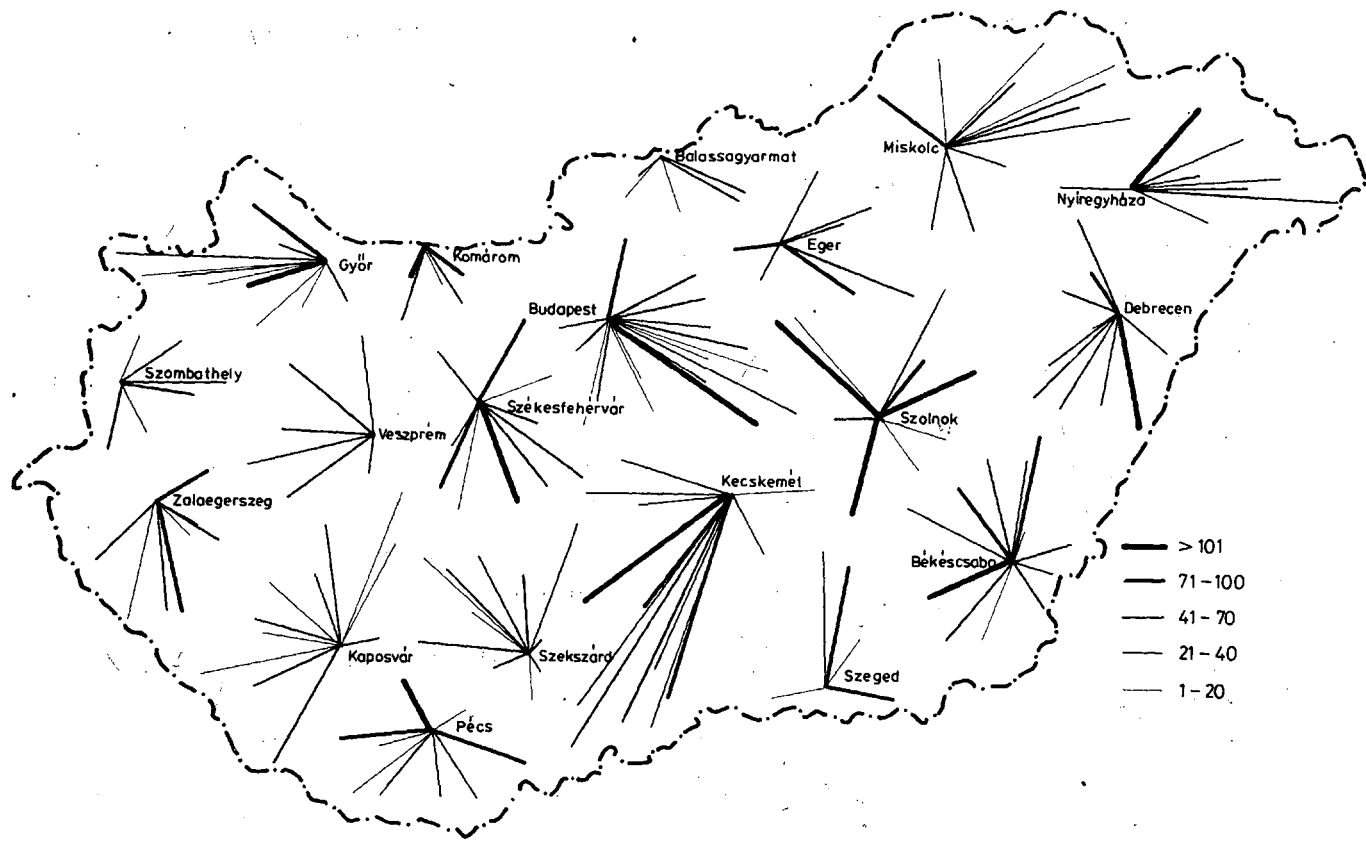 Balassagyarmat
Miskolc
Nyíregyháza
Eger
Győr
Komárom
Budapest
Debrecen
Szombathely
Székesfehérvár
Veszprém
Szolnok
Kecskemét
Zalaegerszeg
Békéscsaba
Kaposvár
Szekszárd
Szeged
Pécs
> 101
71-100
41-70
21-40
1-20